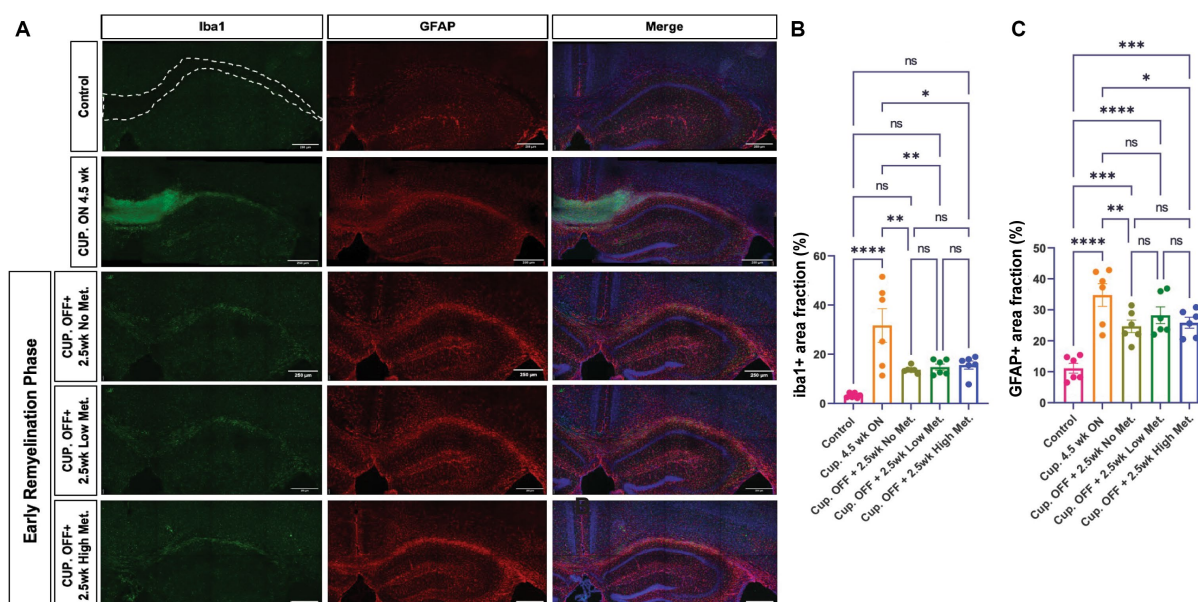 A
Iba1
GFAP
Merge
Control
CUP. ON 4.5 wk
Early Remyelination Phase
CUP. OFF+
2.5wk No Met.
250 µm
250 µm
CUP. OFF+
2.5wk Low Met.
CUP. OFF+
2.5wk High Met.
B
ns
*
ns
**
ns
** ns
**** ns ns
iba1+ area fraction (%)
60
40
20
0
Control
Cup. 4.5 wk ON
Cup. OFF + 2.5wk No Met.
Cup. OFF + 2.5wk Low Met.
Cup. OFF + 2.5wk High Met.
C
***
*
****
ns
***
** ns
**** ns ns
GFAP+ area fraction (%)
50
40
30
20
10
0
Control
Cup. 4.5 wk ON
Cup. OFF + 2.5wk No Met.
Cup. OFF + 2.5wk Low Met.
Cup. OFF + 2.5wk High Met.